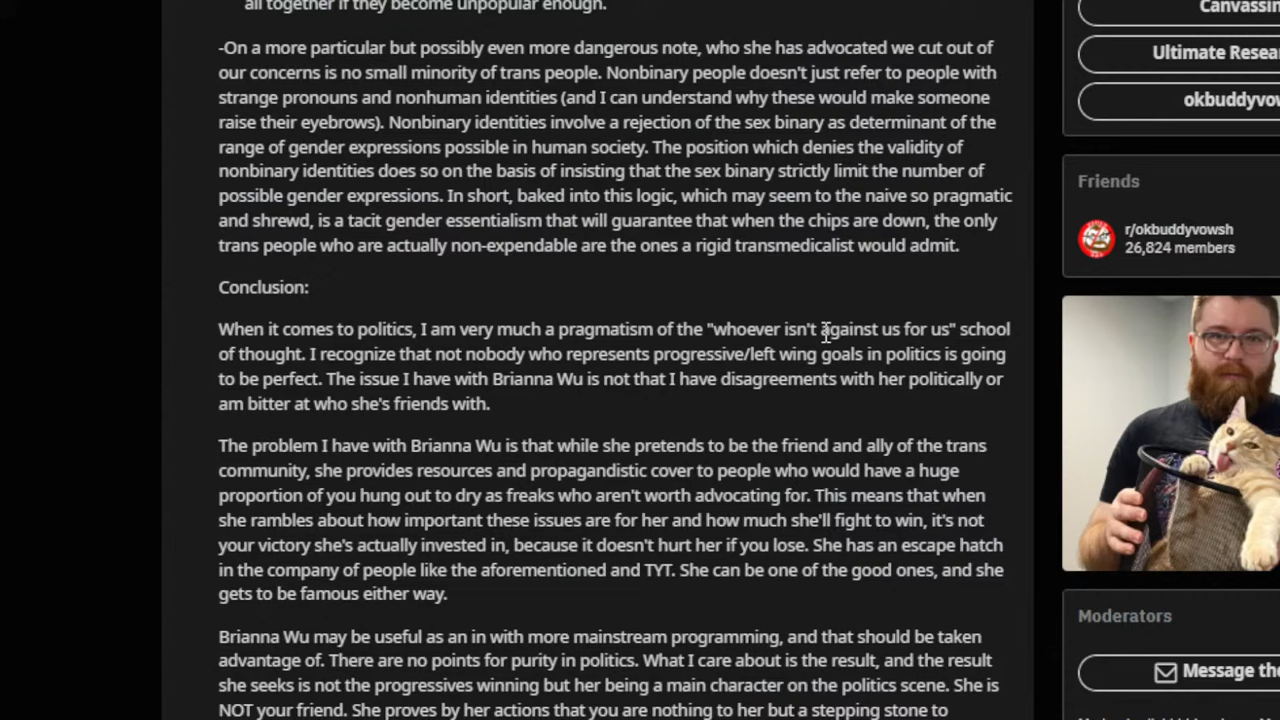 all together if they become unpopular enough.
-On a more particular but possibly even more dangerous note, who she has advocated we cut out of
our concerns is no small minority of trans people. Nonbinary people doesn't just refer to people with
strange pronouns and nonhuman identities (and I can understand why these would make someone
raise their eyebrows). Nonbinary identities involve a rejection of the sex binary as determinant of the
range of gender expressions possible in human society. The position which denies the validity of
nonbinary identities does so on the basis of insisting that the sex binary strictly limit the number of
possible gender expressions. In short, baked into this logic, which may seem to the naive so pragmatic
and shrewd, is a tacit gender essentialism that will guarantee that when the chips are down, the only
trans people who are actually non-expendable are the ones a rigid transmedicalist would admit.
Conclusion:
When it comes to politics, I am very much a pragmatism of the "whoever isn't against us for us" school
of thought. I recognize that not nobody who represents progressive/left wing goals in politics is going
to be perfect. The issue I have with Brianna Wu is not that I have disagreements with her politically or
am bitter at who she's friends with.
The problem I have with Brianna Wu is that while she pretends to be the friend and ally of the trans
community, she provides resources and propagandistic cover to people who would have a huge
proportion of you hung out to dry as freaks who aren't worth advocating for. This means that when
she rambles about how important these issues are for her and how much she'll fight to win, it's not
your victory she's actually invested in, because it doesn't hurt her if you lose. She has an escape hatch
in the company of people like the aforementioned and TYT. She can be one of the good ones, and she
gets to be famous either way.
Brianna Wu may be useful as an in with more mainstream programming, and that should be taken
advantage of. There are no points for purity in politics. What I care about is the result, and the result
she seeks is not the progressives winning but her being a main character on the politics scene. She is
NOT your friend. She proves by her actions that you are nothing to her but a stepping stone to
Canvassin
Ultimate Resea
okbuddyvow
Friends
r/okbuddyvowsh
26,824 members
Moderators
Message the